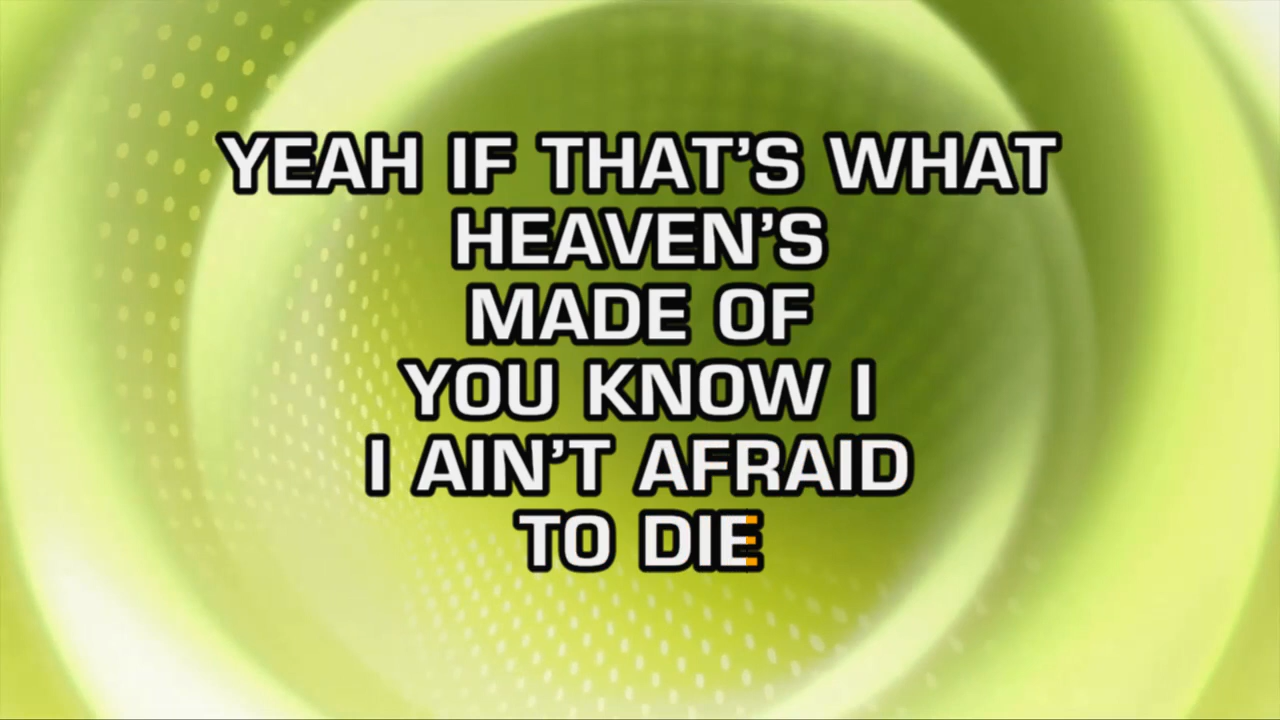 YEAH IF THAT’S WHAT
HEAVEN’S
MADE OF
YOU KNOW I
I AIN’T AFRAID
TO DIE